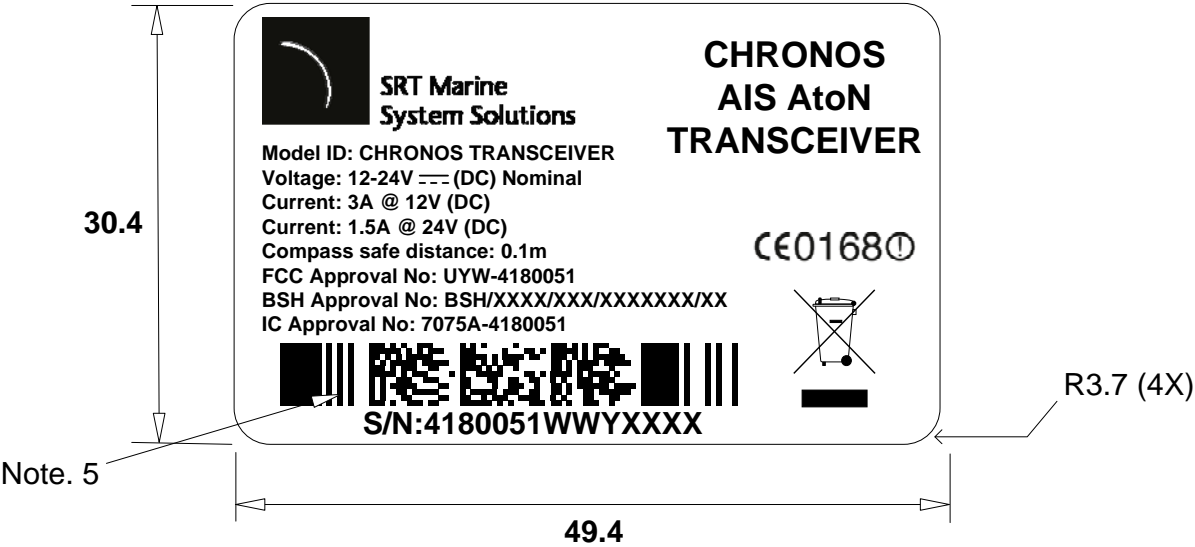 SRT Marine
System Solutions
CHRONOS
AIS AtoN
TRANSCEIVER
Model ID: CHRONOS TRANSCEIVER
Voltage: 12-24V ⎓ (DC) Nominal
Current: 3A @ 12V (DC)
Current: 1.5A @ 24V (DC)
Compass safe distance: 0.1m
FCC Approval No: UYW-4180051
BSH Approval No: BSH/XXXX/XXX/XXXXXXX/XX
IC Approval No: 7075A-4180051
CE0168
S/N:4180051WWYXXXX
30.4
R3.7 (4X)
Note. 5
49.4